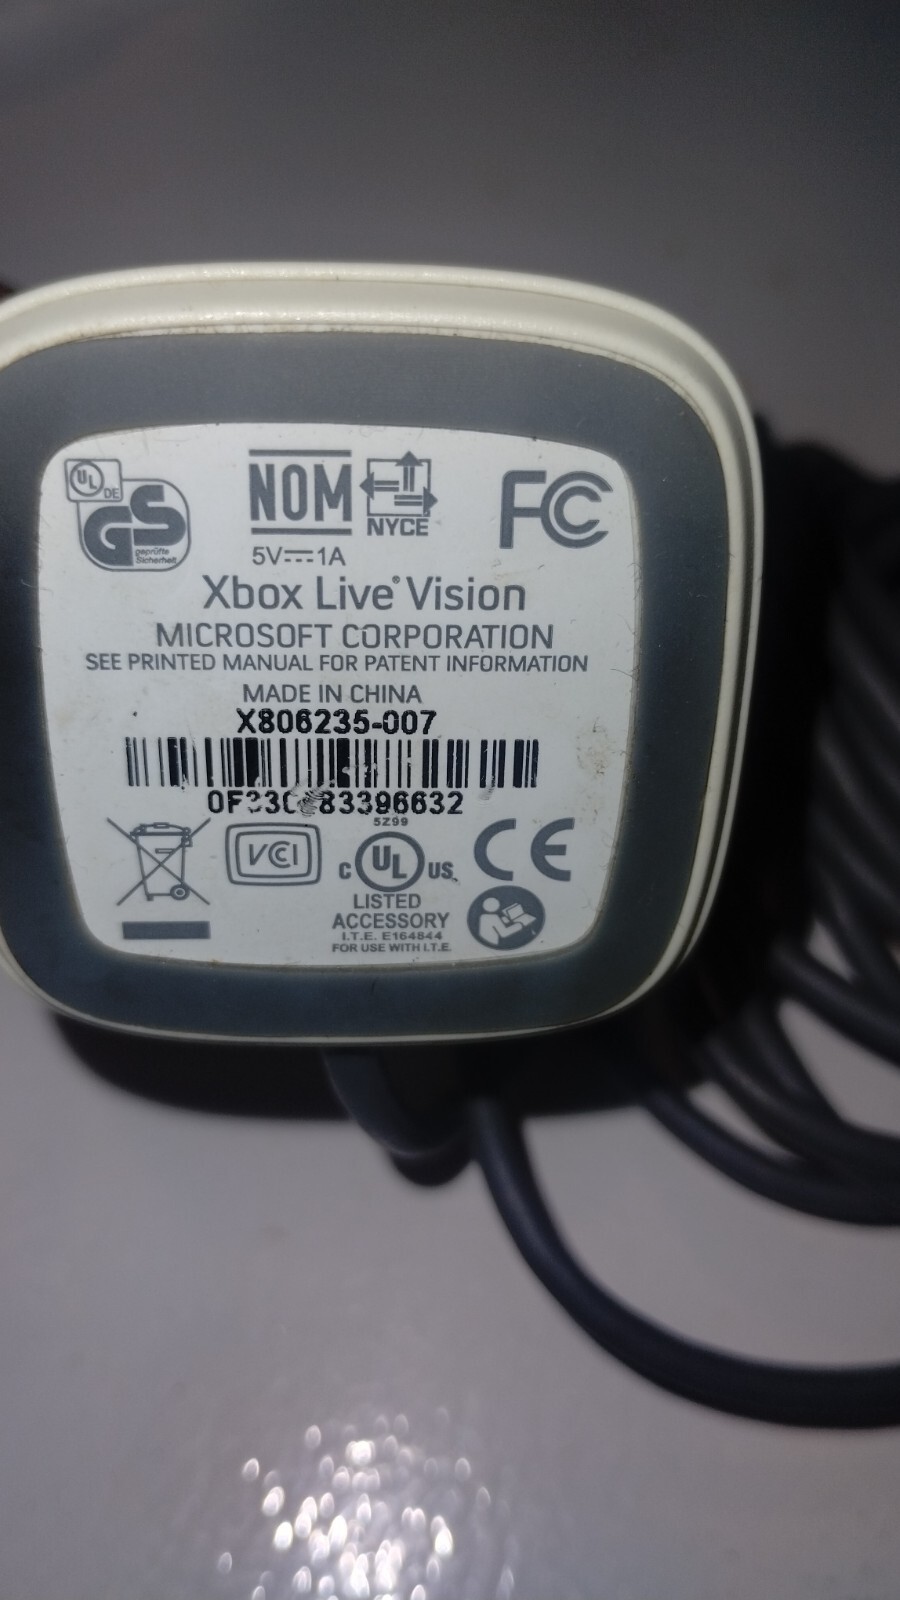 UL DE
GS
geprüfte
Sicherheit
NOM
NYCE
FC
5V⎓1A
Xbox Live® Vision
MICROSOFT CORPORATION
SEE PRINTED MANUAL FOR PATENT INFORMATION
MADE IN CHINA
X806235-007
5Z99
VCI
C UL US
CE
LISTED
ACCESSORY
I.T.E. E164844
FOR USE WITH I.T.E.